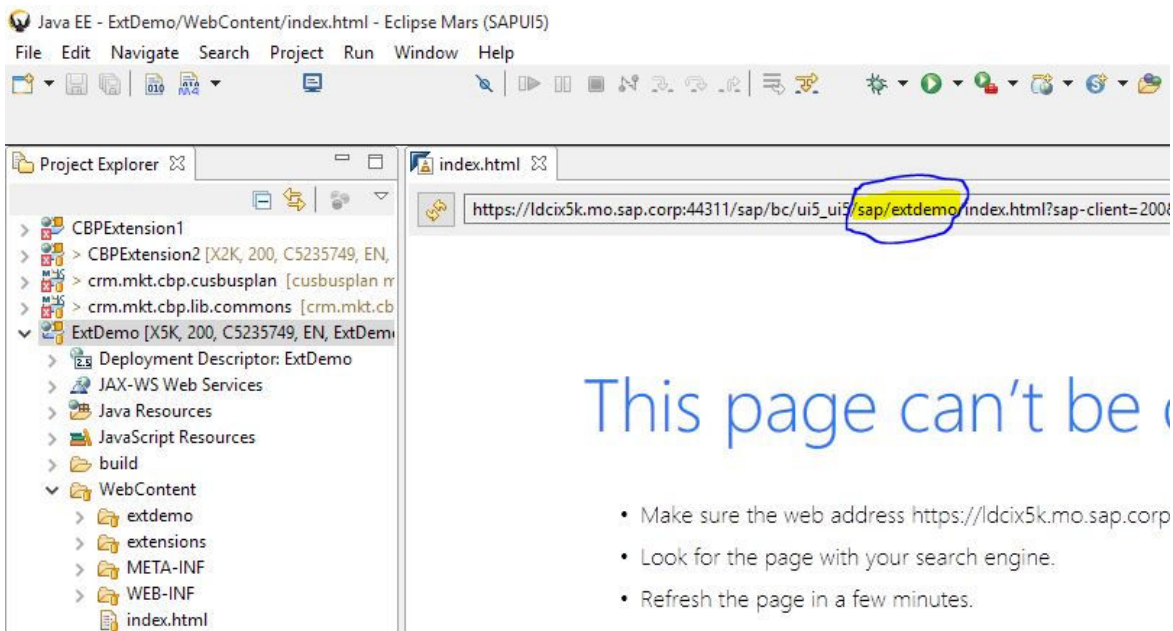 Java EE - ExtDemo/WebContent/index.html - Eclipse Mars (SAPUI5)
File Edit Navigate Search Project Run Window Help
Project Explorer
index.html
https://ldcix5k.mo.sap.corp:44311/sap/bc/ui5_ui5/sap/extdemo/index.html?sap-client=200&
CBPExtension1
> CBPExtension2 [X2K, 200, C5235749, EN,
> crm.mkt.cbp.cusbusplan [cusbusplan m
> crm.mkt.cbp.lib.commons [crm.mkt.cb
ExtDemo [X5K, 200, C5235749, EN, ExtDem
Deployment Descriptor: ExtDemo
JAX-WS Web Services
Java Resources
JavaScript Resources
build
WebContent
extdemo
extensions
META-INF
WEB-INF
index.html
This page can't be
• Make sure the web address https://ldcix5k.mo.sap.corp
• Look for the page with your search engine.
• Refresh the page in a few minutes.